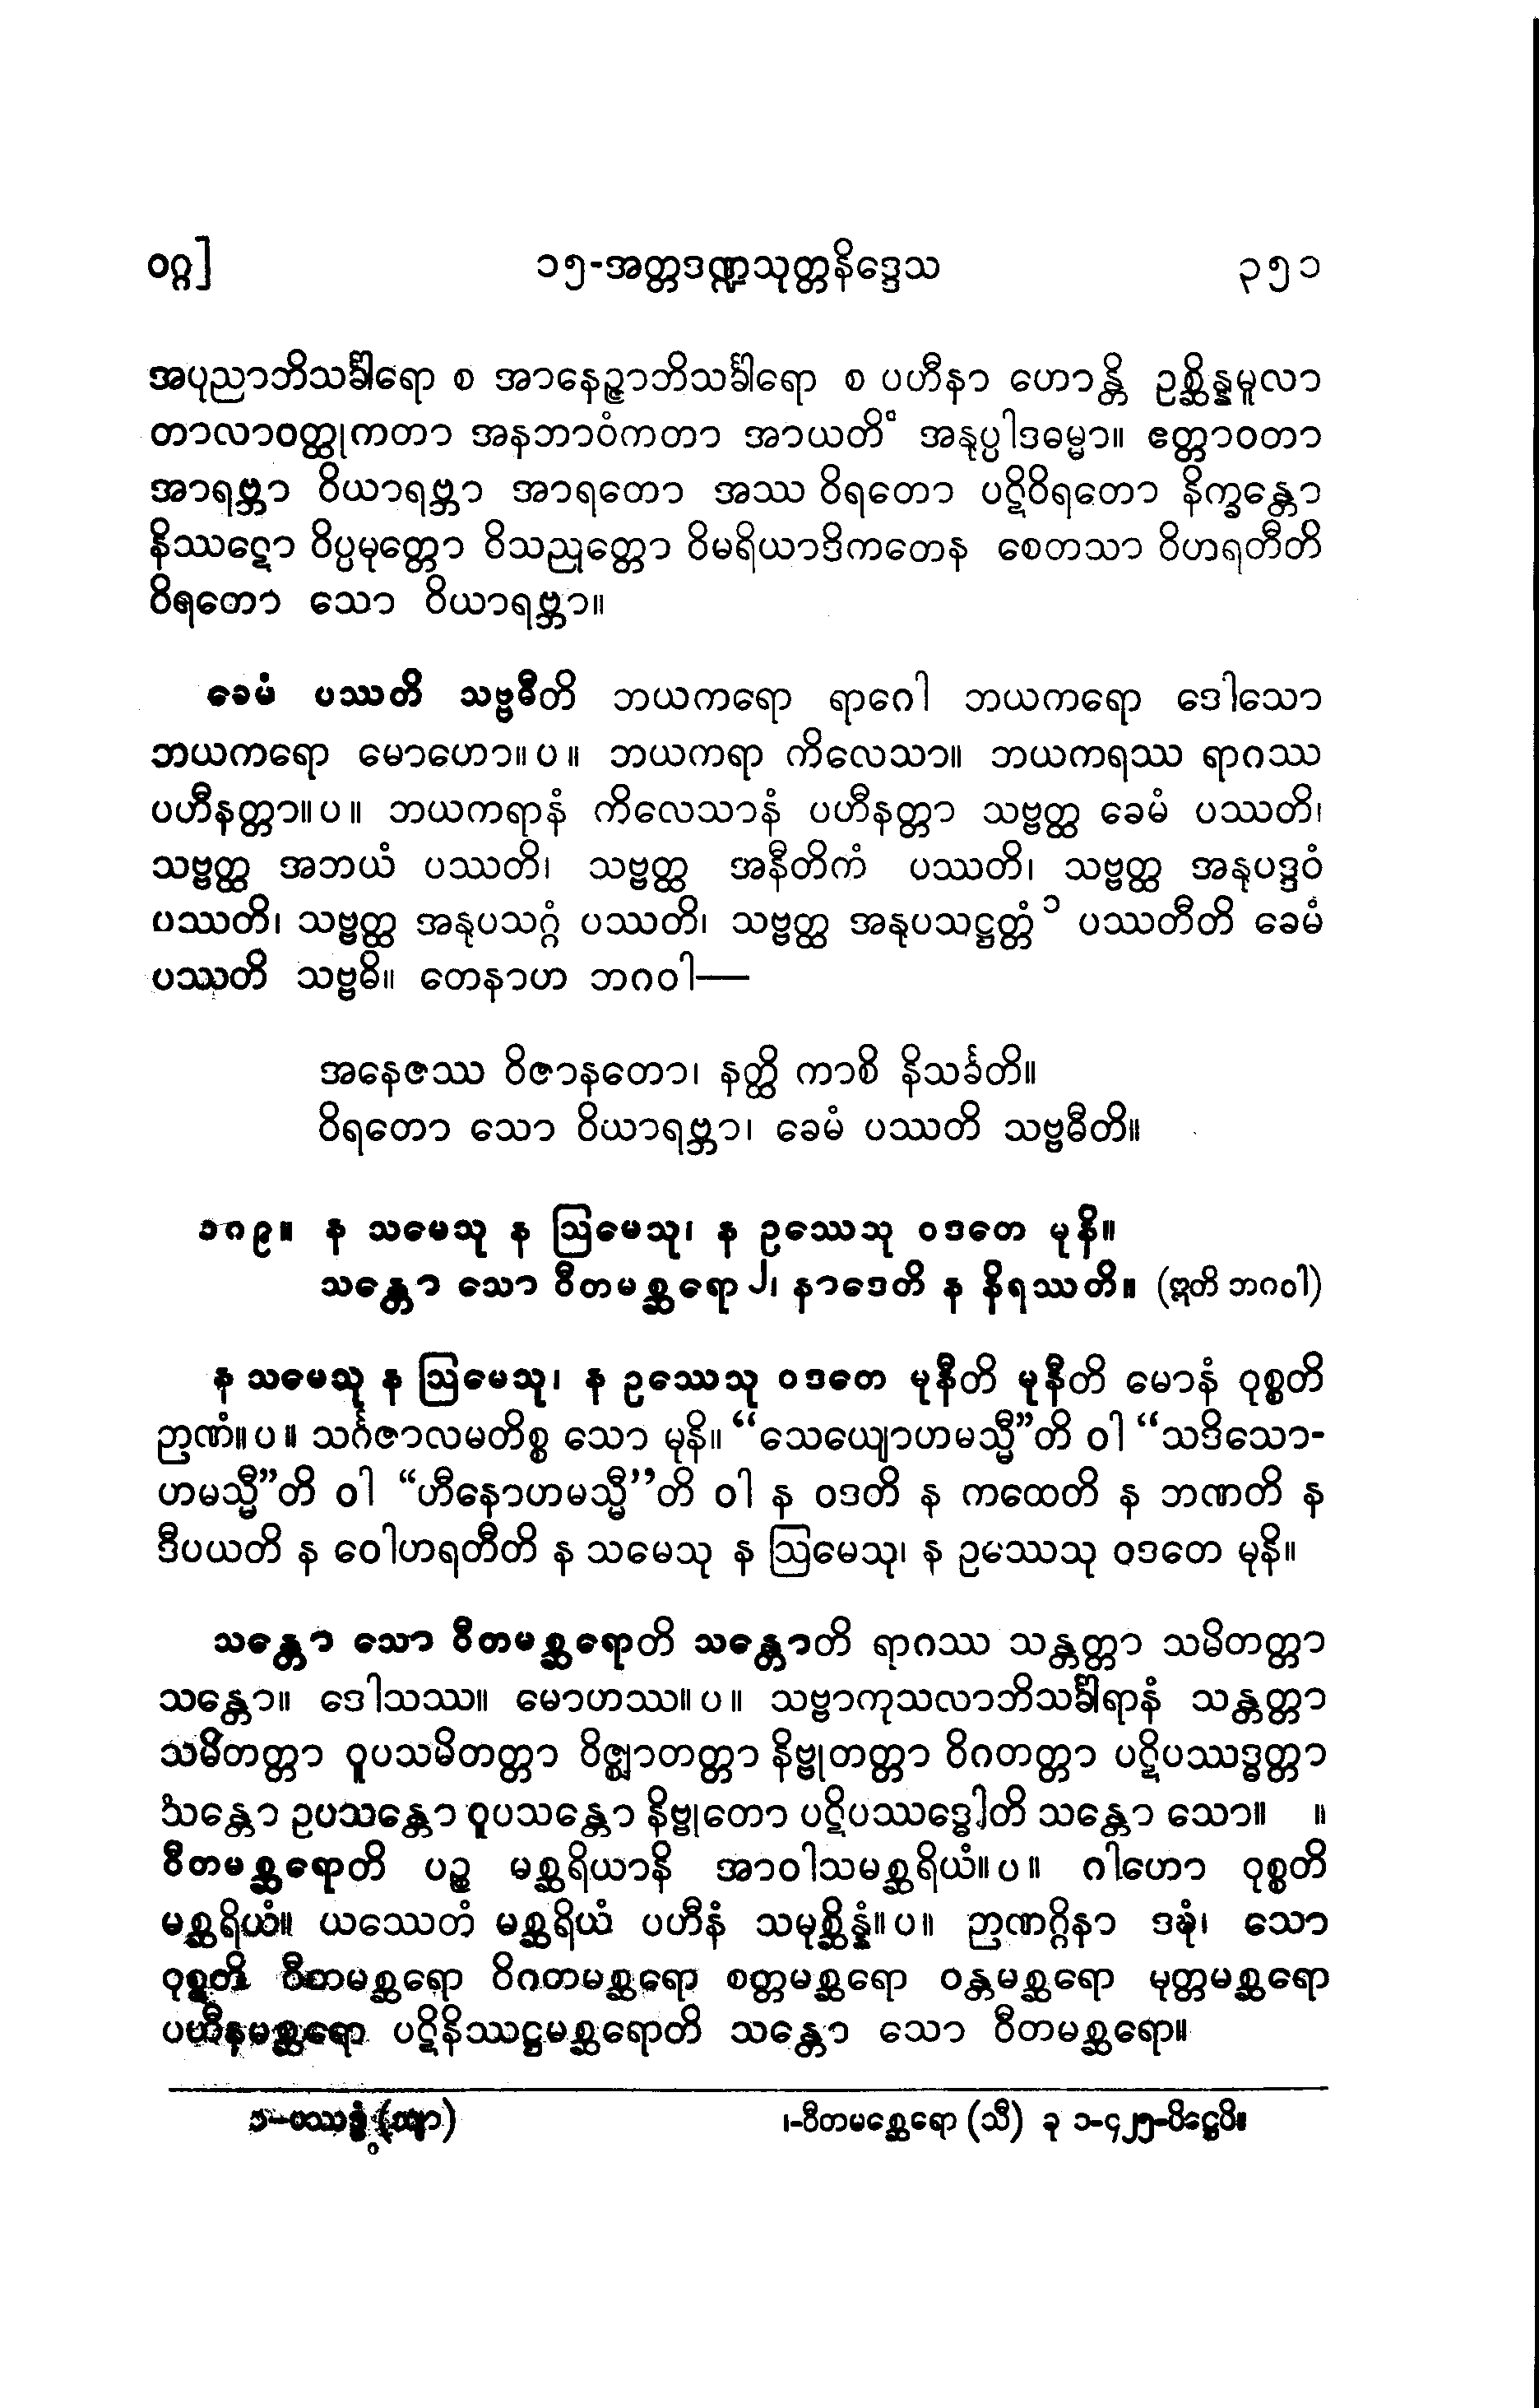 ဝဂ္ဂ] ၁၅-အတ္တဒဏ္ဍသုတ္တနိဒ္ဒေသ ၃၅၁
အပုညာဘိသင်္ခါရော စ အာနေဉ္ဇာဘိသင်္ခါရော စ ပဟီနာ ဟောန္တိ ဥစ္ဆိန္နမူလာ
တာလာဝတ္ထုကတာ အနဘာဝံကတာ အာယတိံ အနုပ္ပါဒဓမ္မာ။ ဧတ္တာဝတာ
အာရဗ္ဘာ ဝိယာရဗ္ဘာ အာရတော အဿ ဝိရတော ပဋိဝိရတော နိက္ခန္တော
နိဿဋ္ဌော ဝိပ္ပမုတ္တော ဝိသညုတ္တော ဝိမရိယာဒိကတေန စေတသာ ဝိဟရတီတိ
ဝိရတော သော ဝိယာရဗ္ဘာ။
ခေမံ ပဿတိ သဗ္ဗဓီတိ ဘယကရော ရာဂေါ ဘယကရော ဒေါသော
ဘယကရော မောဟော။ပ။ ဘယကရာ ကိလေသာ။ ဘယကရဿ ရာဂဿ
ပဟီနတ္တာ။ပ။ ဘယကရာနံ ကိလေသာနံ ပဟီနတ္တာ သဗ္ဗတ္ထ ခေမံ ပဿတိ၊
သဗ္ဗတ္ထ အဘယံ ပဿတိ၊ သဗ္ဗတ္ထ အနီတိကံ ပဿတိ၊ သဗ္ဗတ္ထ အနုပဒ္ဒဝံ
ပဿတိ၊ သဗ္ဗတ္ထ အနုပသဂ္ဂံ ပဿတိ၊ သဗ္ဗတ္ထ အနုပသဋ္ဌတ္တံ ၁ ပဿတီတိ ခေမံ
ပဿတိ သဗ္ဗဓိ။ တေနာဟ ဘဂဝါ—
အနေဇဿ ဝိဇာနတော၊ နတ္ထိ ကာစိ နိသင်္ခတိ။
ဝိရတော သော ဝိယာရဗ္ဘာ၊ ခေမံ ပဿတိ သဗ္ဗဓီတိ။
၁၈၉။ န သမေသု န ဩမေသု၊ န ဥဿေသု ဝဒတေ မုနိ။
သန္တော သော ဝီတမစ္ဆရော ၂၊ နာဒေတိ န နိရဿတိ။ (ဣတိ ဘဂဝါ)
န သမေသု န ဩမေသု၊ န ဥဿေသု ဝဒတေ မုနီတိ မုနီတိ မောနံ ဝုစ္စတိ
ဉာဏံ။ပ။ သင်္ဂဇာလမတိစ္စ သော မုနိ။ “သေယျောဟမသ္မီ”တိ ဝါ “သဒိသော-
ဟမသ္မီ”တိ ဝါ “ဟီနောဟမသ္မီ”တိ ဝါ န ဝဒတိ န ကထေတိ န ဘဏတိ န
ဒီပယတိ န ဝေါဟရတီတိ န သမေသု န ဩမေသု၊ န ဥဿေသု ဝဒတေ မုနိ။
သန္တော သော ဝီတမစ္ဆရောတိ သန္တောတိ ရာဂဿ သန္တတ္တာ သမိတတ္တာ
သန္တော။ ဒေါသဿ။ မောဟဿ။ပ။ သဗ္ဗာကုသလာဘိသင်္ခါရာနံ သန္တတ္တာ
သမိတတ္တာ ဝူပသမိတတ္တာ ဝိဇ္ဈာတတ္တာ နိဗ္ဗုတတ္တာ ဝိဂတတ္တာ ပဋိပဿဒ္ဓတ္တာ
သန္တော ဥပသန္တော ဝူပသန္တော နိဗ္ဗုတော ပဋိပဿဒ္ဓေါတိ သန္တော သော။ ။
ဝီတမစ္ဆရောတိ ပဉ္စ မစ္ဆရိယာနိ အာဝါသမစ္ဆရိယံ။ပ။ ဂါဟော ဝုစ္စတိ
မစ္ဆရိယံ။ ယဿေတံ မစ္ဆရိယံ ပဟီနံ သမုစ္ဆိန္နံ။ပ။ ဉာဏဂ္ဂိနာ ဒဍ္ဎံ၊ သော
ဝုစ္စတိ ဝီတမစ္ဆရော ဝိဂတမစ္ဆရော စတ္တမစ္ဆရော ဝန္တမစ္ဆရော မုတ္တမစ္ဆရော
ပဟီနမစ္ဆရော ပဋိနိဿဋ္ဌမစ္ဆရောတိ သန္တော သော ဝီတမစ္ဆရော။
၁-ပဿဒ္ဓံ (သျာ) ၊-ဝီတမစ္ဆေရော (သီ) ခု ၁-၄၂၅-ပိဋ္ဌေပိ။